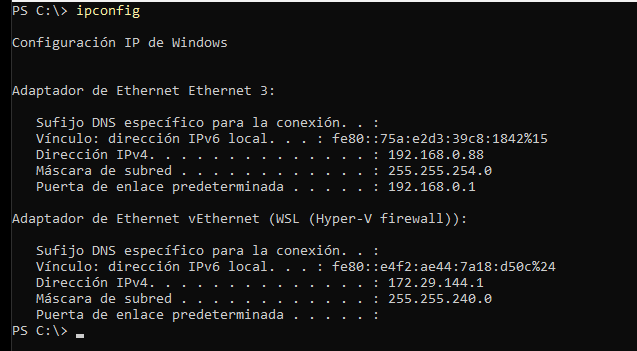 PS C:\> ipconfig
Configuración IP de Windows
Adaptador de Ethernet Ethernet 3:
Sufijo DNS específico para la conexión. . :
Vínculo: dirección IPv6 local. . . : fe80::75a:e2d3:39c8:1842%15
Dirección IPv4. . . . . . . . . . . . . . : 192.168.0.88
Máscara de subred . . . . . . . . . . . . : 255.255.254.0
Puerta de enlace predeterminada . . . . . : 192.168.0.1
Adaptador de Ethernet vEthernet (WSL (Hyper-V firewall)):
Sufijo DNS específico para la conexión. . :
Vínculo: dirección IPv6 local. . . : fe80::e4f2:ae44:7a18:d50c%24
Dirección IPv4. . . . . . . . . . . . . . : 172.29.144.1
Máscara de subred . . . . . . . . . . . . : 255.255.240.0
Puerta de enlace predeterminada . . . . . :
PS C:\>